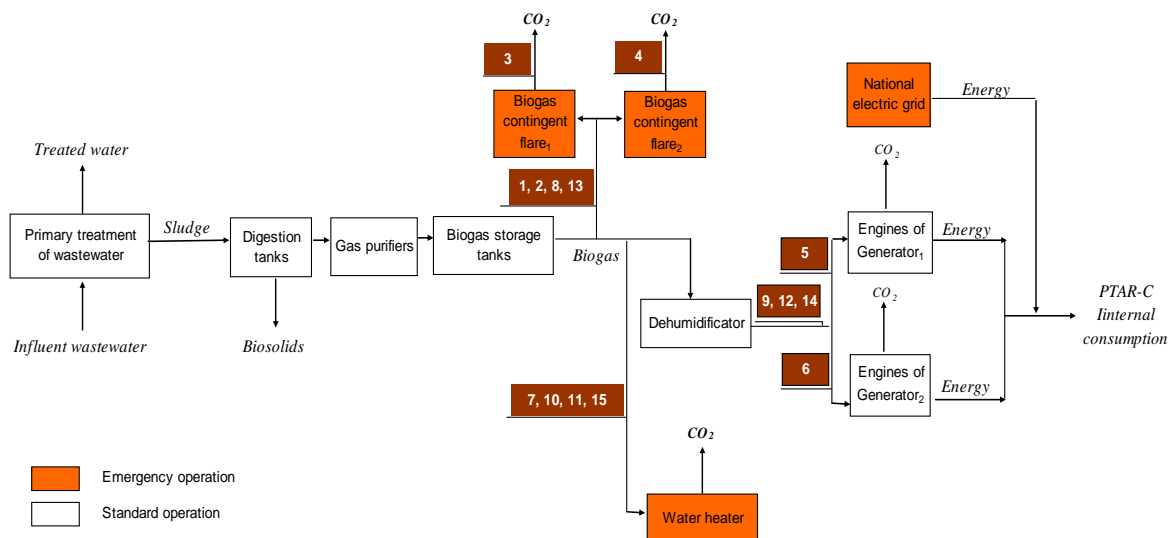 CO2
CO2
3
4
Biogas
contingent
flare1
Biogas
contingent
flare2
National
electric grid
Energy
Treated water
CO2
1, 2, 8, 13
Primary treatment
of wastewater
Sludge
Digestion
tanks
Gas purifiers
Biogas storage
tanks
Biogas
5
Engines of
Generator1
Energy
9, 12, 14
CO2
Dehumidificator
PTAR-C
Iinternal
consumption
Influent wastewater
Biosolids
6
Engines of
Generator2
Energy
7, 10, 11, 15
CO2
Emergency operation
Standard operation
Water heater